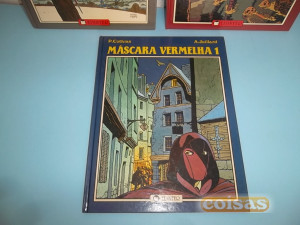 P. Cothias
A. Juillard
MÁSCARA VERMELHA 1
coisas